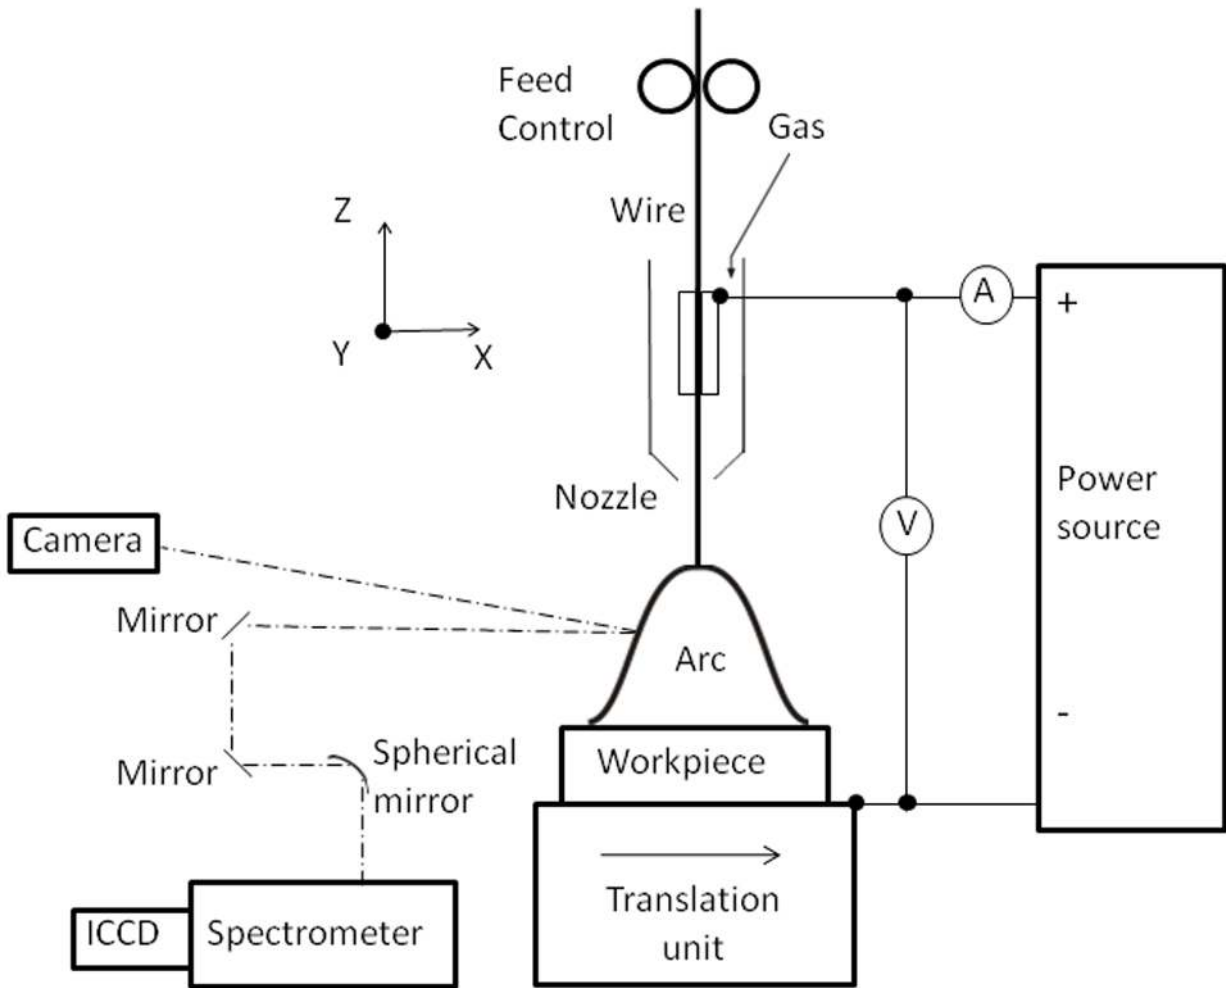 Feed
Control
Gas
Wire
Z
Y
X
A
+
Power
source
-
V
Nozzle
Camera
Mirror
Arc
Mirror
Spherical
mirror
Workpiece
Translation
unit
ICCD
Spectrometer